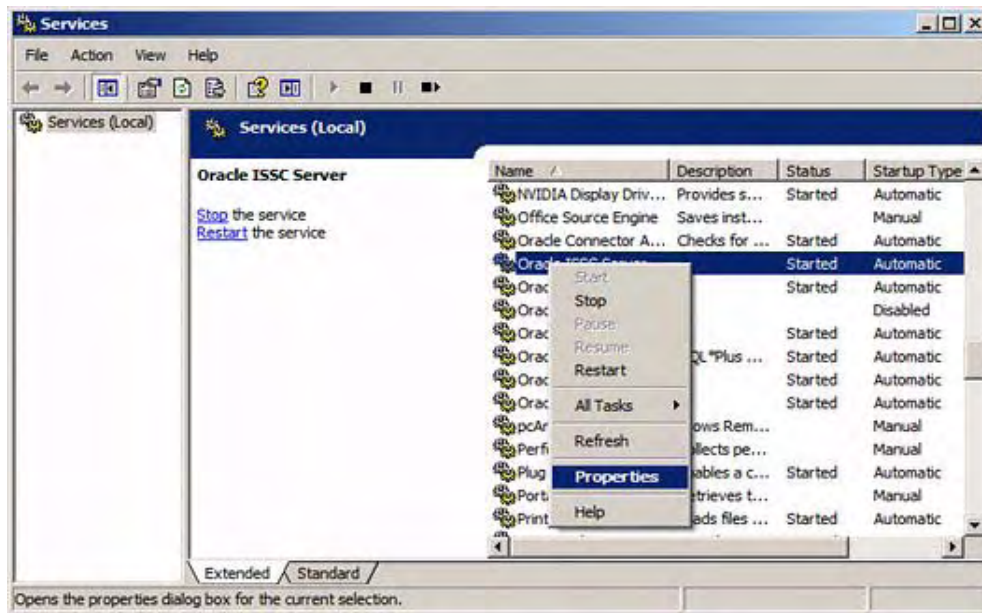 Services
File Action View Help
Services (Local)
Services (Local)
Oracle ISSC Server
Stop the service
Restart the service
Name Description Status Startup Type
NVIDIA Display Driv... Provides s... Started Automatic
Office Source Engine Saves inst... Manual
Oracle Connector A... Checks for ... Started Automatic
Oracle ISSC Server Started Automatic
Orac Started Automatic
Orac Disabled
Orac Started Automatic
Orac QL*Plus ... Started Automatic
Orac Started Automatic
Orac Started Automatic
pcAr ows Rem... Manual
Perf llects pe... Manual
Plug ables a c... Started Automatic
Port etrieves t... Manual
Print ads files ... Started Automatic
Start
Stop
Pause
Resume
Restart
All Tasks
Refresh
Properties
Help
Extended Standard
Opens the properties dialog box for the current selection.